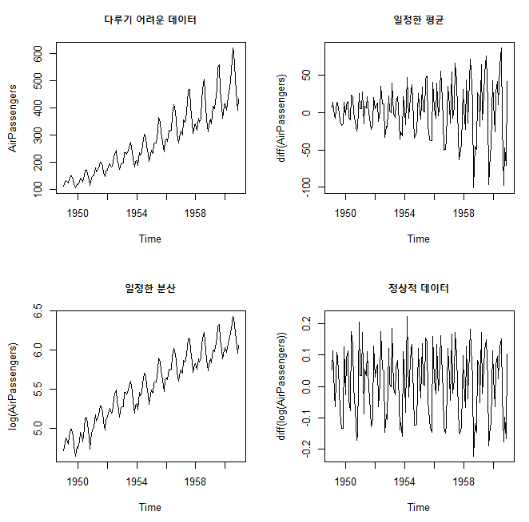 다루기 어려운 데이터
AirPassengers
100 200 300 400 500 600
1950 1954 1958
Time
일정한 평균
diff(AirPassengers)
-100 -50 0 50
1950 1954 1958
Time
일정한 분산
log(AirPassengers)
5.0 5.5 6.0 6.5
1950 1954 1958
Time
정상적 데이터
diff(log(AirPassengers))
-0.2 -0.1 0.0 0.1 0.2
1950 1954 1958
Time